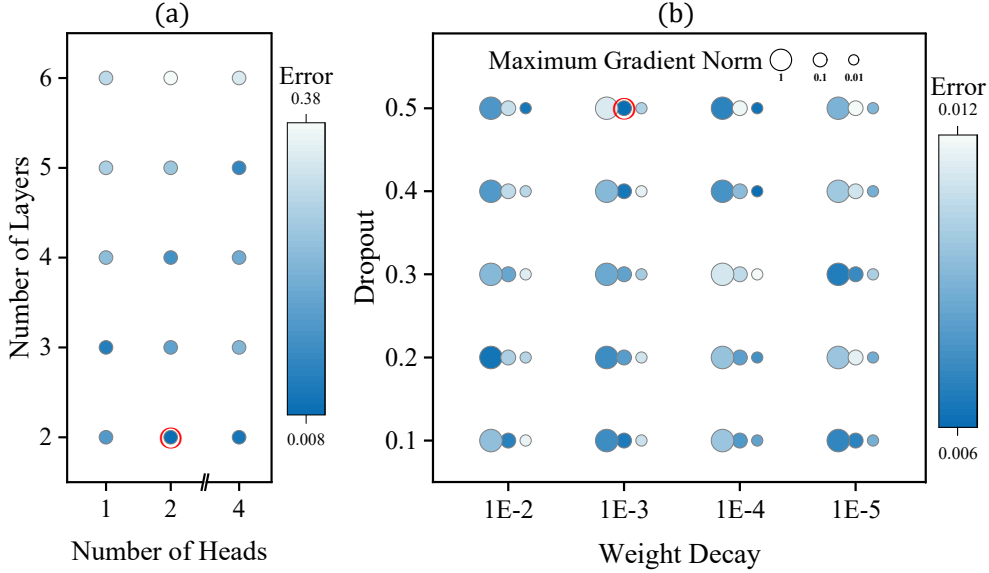 (a)
Number of Layers
6
5
4
3
2
1
2
4
Number of Heads
Error
0.38
0.008
(b)
Maximum Gradient Norm
1
0.1
0.01
Dropout
0.5
0.4
0.3
0.2
0.1
1E-2
1E-3
1E-4
1E-5
Weight Decay
Error
0.012
0.006